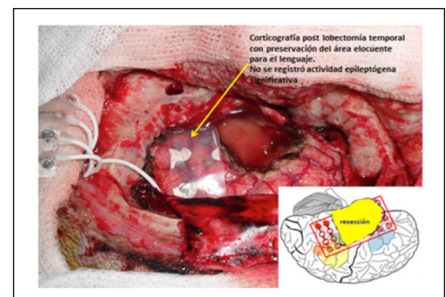 Corticografía post lobectomía temporal
con preservación del área elocuente
para el lenguaje.
No se registró actividad epileptógena
significativa
resección